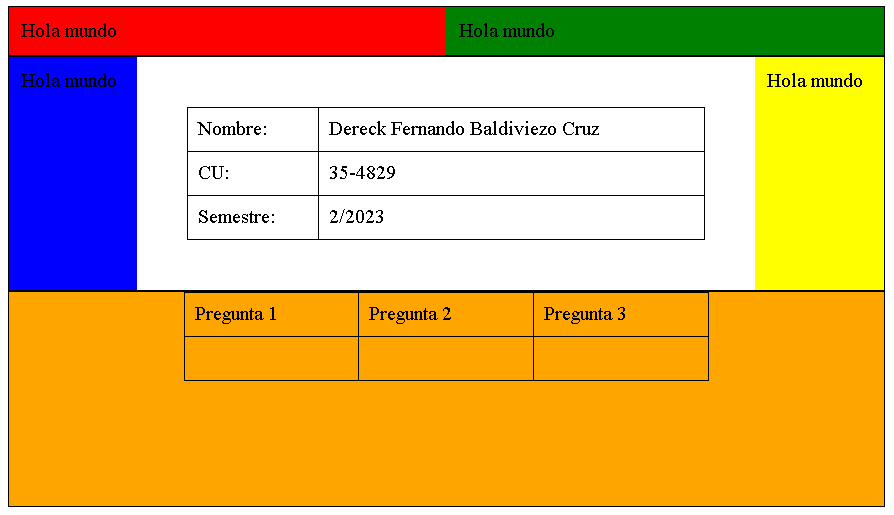 Hola mundo Hola mundo
Hola mundo Hola mundo
Nombre: Dereck Fernando Baldiviezo Cruz
CU: 35-4829
Semestre: 2/2023
Pregunta 1 Pregunta 2 Pregunta 3